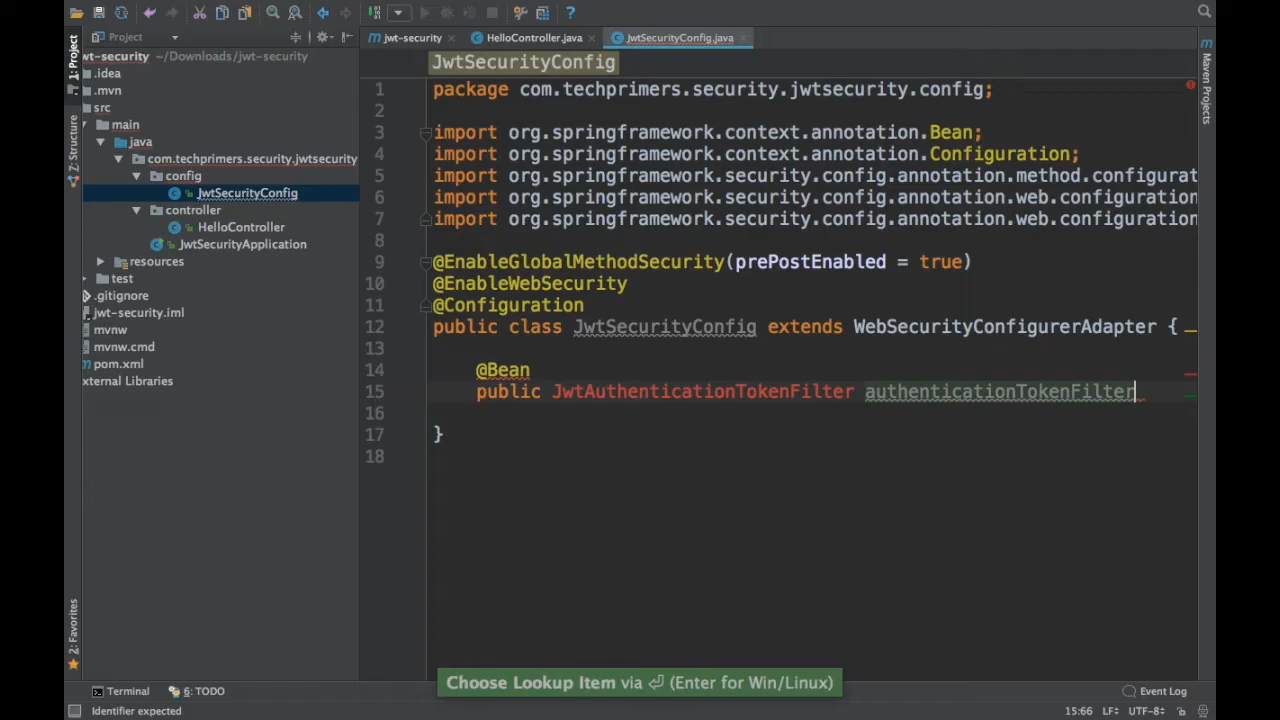 Project
jwt-security
HelloController.java
JwtSecurityConfig.java
1: Project
Z: Structure
2: Favorites
wt-security ~/Downloads/jwt-security
.idea
.mvn
src
main
java
com.techprimers.security.jwtsecurity
config
JwtSecurityConfig
controller
HelloController
JwtSecurityApplication
resources
test
.gitignore
jwt-security.iml
mvnw
mvnw.cmd
pom.xml
xternal Libraries
JwtSecurityConfig
1 package com.techprimers.security.jwtsecurity.config;
2
3 import org.springframework.context.annotation.Bean;
4 import org.springframework.context.annotation.Configuration;
5 import org.springframework.security.config.annotation.method.configurat
6 import org.springframework.security.config.annotation.web.configuration
7 import org.springframework.security.config.annotation.web.configuration
8
9 @EnableGlobalMethodSecurity(prePostEnabled = true)
10 @EnableWebSecurity
11 @Configuration
12 public class JwtSecurityConfig extends WebSecurityConfigurerAdapter {
13
14 @Bean
15 public JwtAuthenticationTokenFilter authenticationTokenFilter
16
17 }
18
Maven Projects
Choose Lookup Item via ⏎ (Enter for Win/Linux)
Terminal
6: TODO
Event Log
Identifier expected
15:66
LF
UTF-8